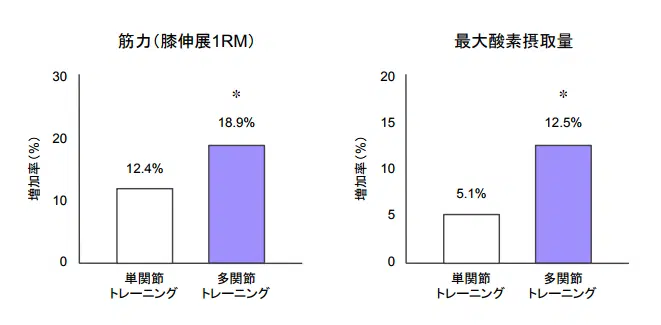 筋力（膝伸展1RM）
増加率（%）
30
20
10
0
12.4%
*
18.9%
単関節
トレーニング
多関節
トレーニング
最大酸素摂取量
増加率（%）
20
15
10
5
0
5.1%
*
12.5%
単関節
トレーニング
多関節
トレーニング